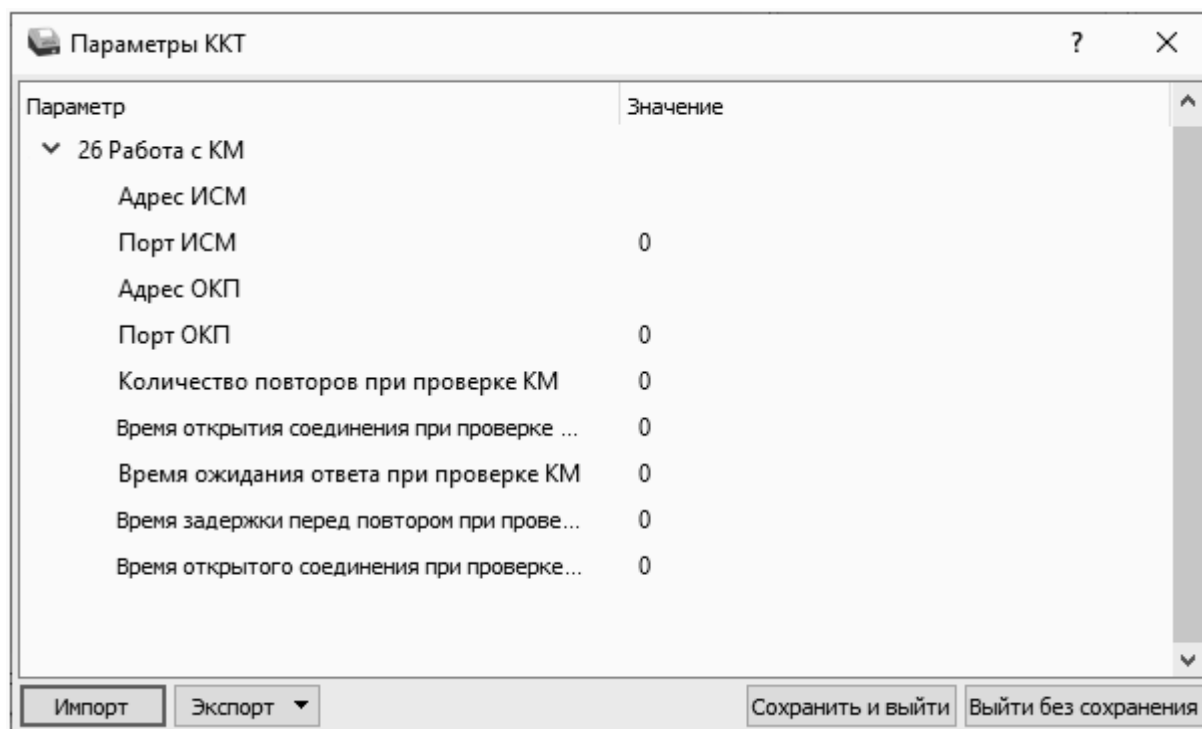 Параметры ККТ ?
Параметр Значение
26 Работа с КМ
Адрес ИСМ
Порт ИСМ 0
Адрес ОКП
Порт ОКП 0
Количество повторов при проверке КМ 0
Время открытия соединения при проверке ... 0
Время ожидания ответа при проверке КМ 0
Время задержки перед повтором при прове... 0
Время открытого соединения при проверке... 0
Импорт Экспорт Сохранить и выйти Выйти без сохранения